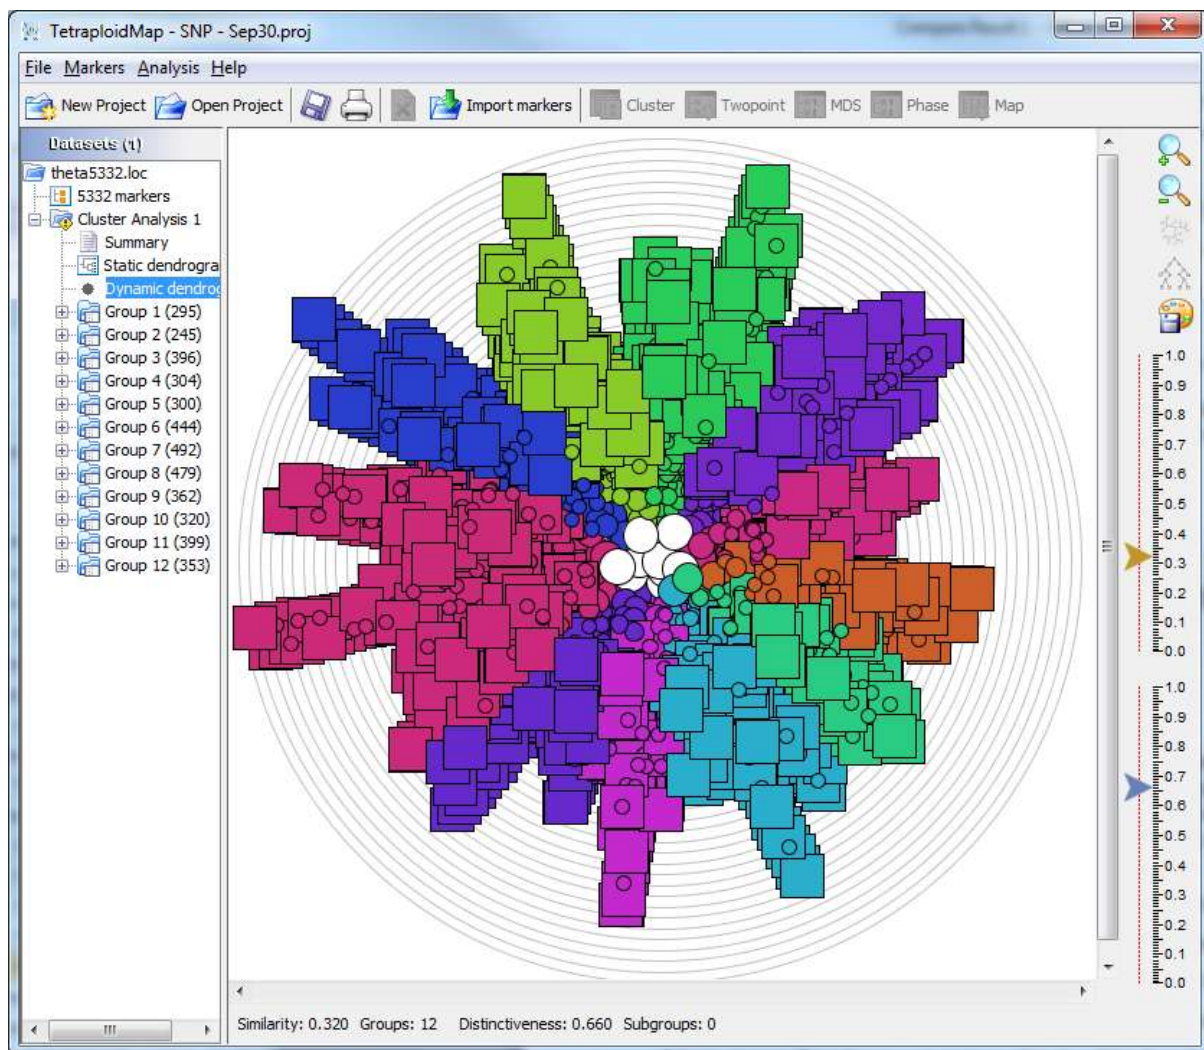 TetraploidMap - SNP - Sep30.proj
File Markers Analysis Help
New Project Open Project Import markers Cluster Twopoint MDS Phase Map
Datasets (1)
theta5332.loc
5332 markers
Cluster Analysis 1
Summary
Static dendrogra
Dynamic dendrog
Group 1 (295)
Group 2 (245)
Group 3 (396)
Group 4 (304)
Group 5 (300)
Group 6 (444)
Group 7 (492)
Group 8 (479)
Group 9 (362)
Group 10 (320)
Group 11 (399)
Group 12 (353)
1.0
0.9
0.8
0.7
0.6
0.5
0.4
0.3
0.2
0.1
0.0
1.0
0.9
0.8
0.7
0.6
0.5
0.4
0.3
0.2
0.1
0.0
Similarity: 0.320 Groups: 12 Distinctiveness: 0.660 Subgroups: 0